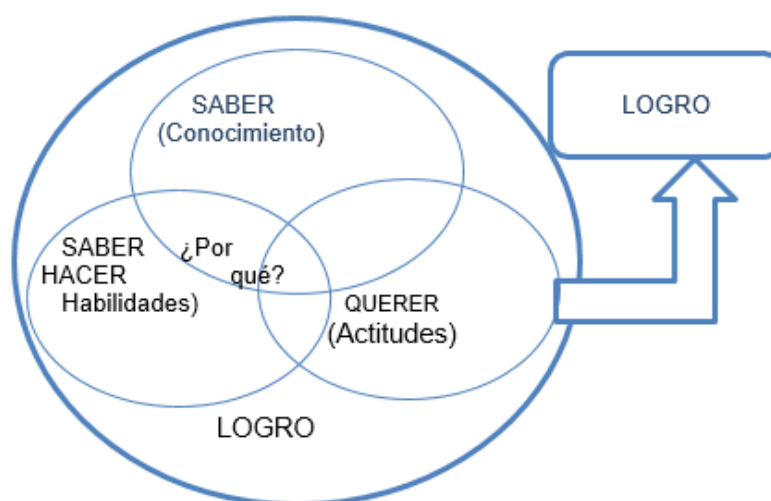 SABER
(Conocimiento)
LOGRO
SABER ¿Por
HACER qué?
Habilidades)
QUERER
(Actitudes)
LOGRO